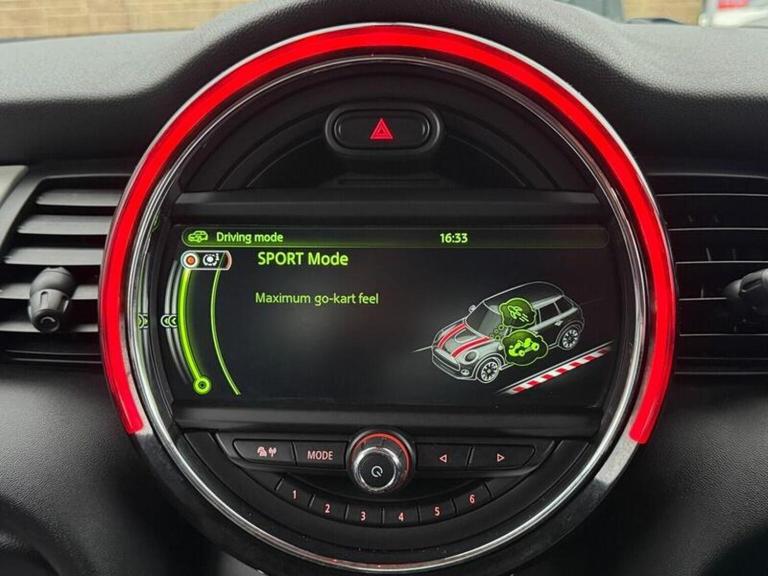 Driving mode 16:33
SPORT Mode
Maximum go-kart feel
MODE
1 2 3 4 5 6